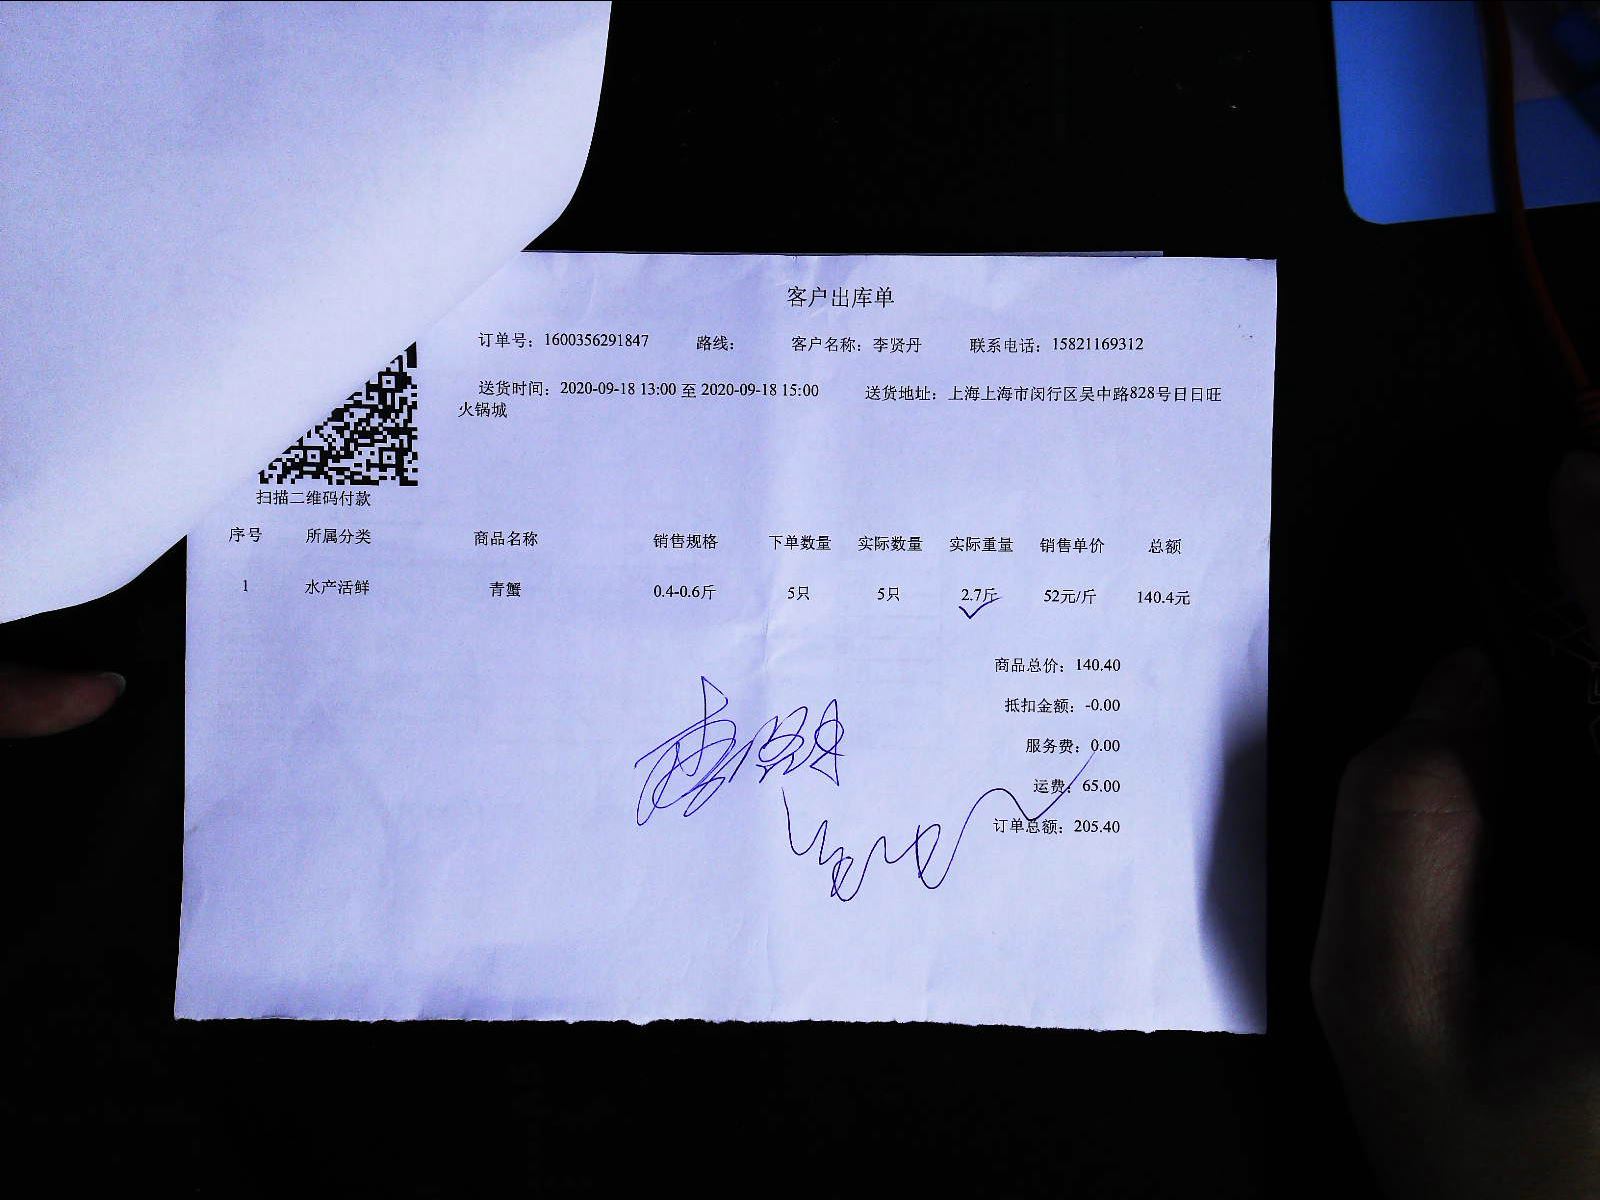 客户出库单
订单号：1600356291847 路线： 客户名称：李贤丹 联系电话：15821169312
送货时间：2020-09-18 13:00 至 2020-09-18 15:00 送货地址：上海上海市闵行区吴中路828号日日旺
火锅城
扫描二维码付款
序号 所属分类 商品名称 销售规格 下单数量 实际数量 实际重量 销售单价 总额
1 水产活鲜 青蟹 0.4-0.6斤 5只 5只 2.7斤 52元/斤 140.4元
商品总价：140.40
抵扣金额：-0.00
服务费：0.00
运费：65.00
订单总额：205.40